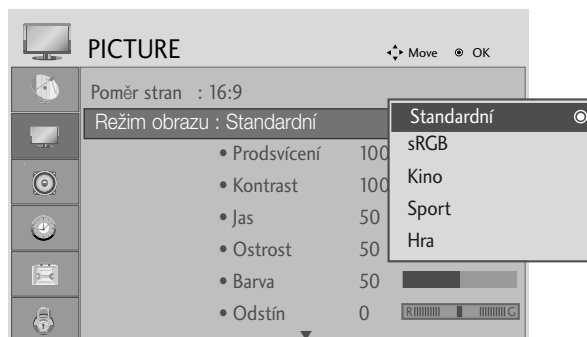 PICTURE Move OK
Poměr stran : 16:9
Režim obrazu : Standardní
• Prodsvícení 100
• Kontrast 100
• Jas 50
• Ostrost 50
• Barva 50
• Odstín 0 R G
Standardní
sRGB
Kino
Sport
Hra